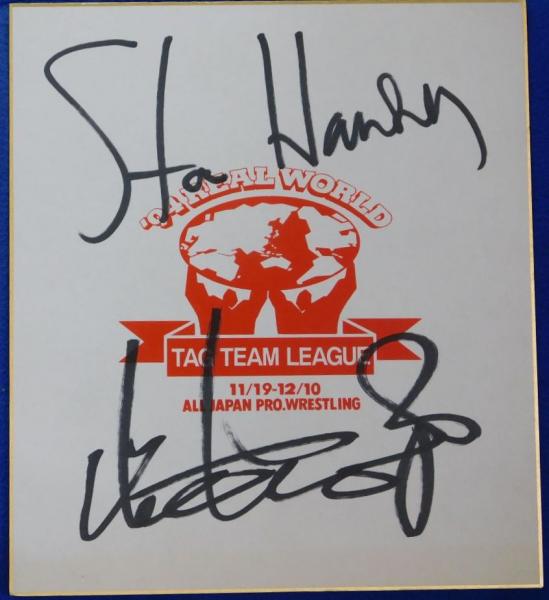 Stan Hansen
'94 REAL WORLD
TAG TEAM LEAGUE
11/19-12/10
ALL JAPAN PRO.WRESTLING